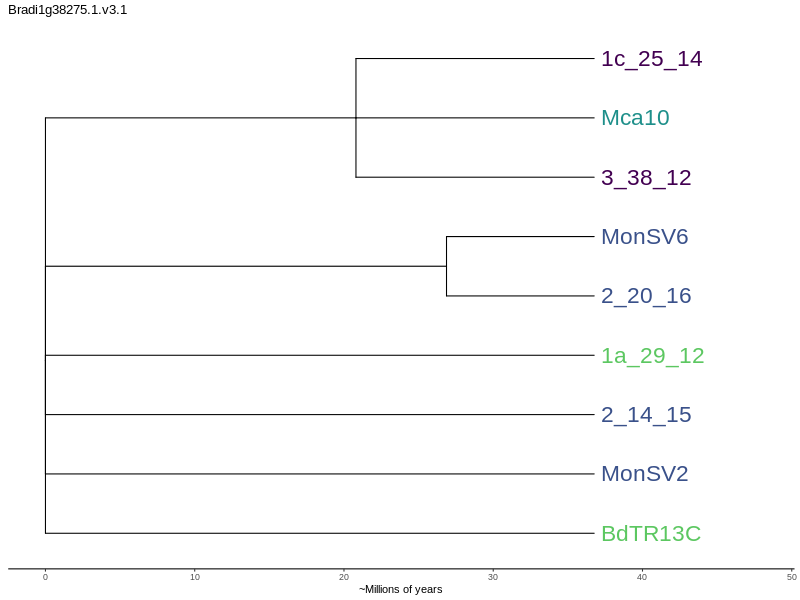 Bradi1g38275.1.v3.1
1c_25_14
Mca10
3_38_12
MonSV6
2_20_16
1a_29_12
2_14_15
MonSV2
BdTR13C
0 10 20 30 40 50
~Millions of years